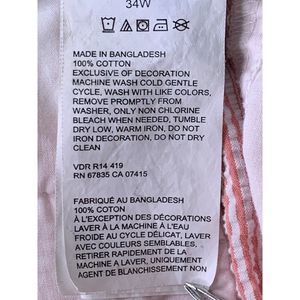 34W
MADE IN BANGLADESH
100% COTTON
EXCLUSIVE OF DECORATION
MACHINE WASH COLD GENTLE
CYCLE, WASH WITH LIKE COLORS,
REMOVE PROMPTLY FROM
WASHER, ONLY NON CHLORINE
BLEACH WHEN NEEDED, TUMBLE
DRY LOW, WARM IRON, DO NOT
IRON DECORATION, DO NOT DRY
CLEAN
VDR R14 419
RN 67835 CA 07415
FABRIQUÉ AU BANGLADESH
100% COTON
À L'EXCEPTION DES DÉCORATIONS
LAVER À LA MACHINE À L'EAU
FROIDE AU CYCLE DÉLICAT, LAVER
AVEC COULEURS SEMBLABLES,
RETIRER RAPIDEMENT DE LA
MACHINE A LAVER, UNIQUEMENT
AGENT DE BLANCHISSEMENT NON